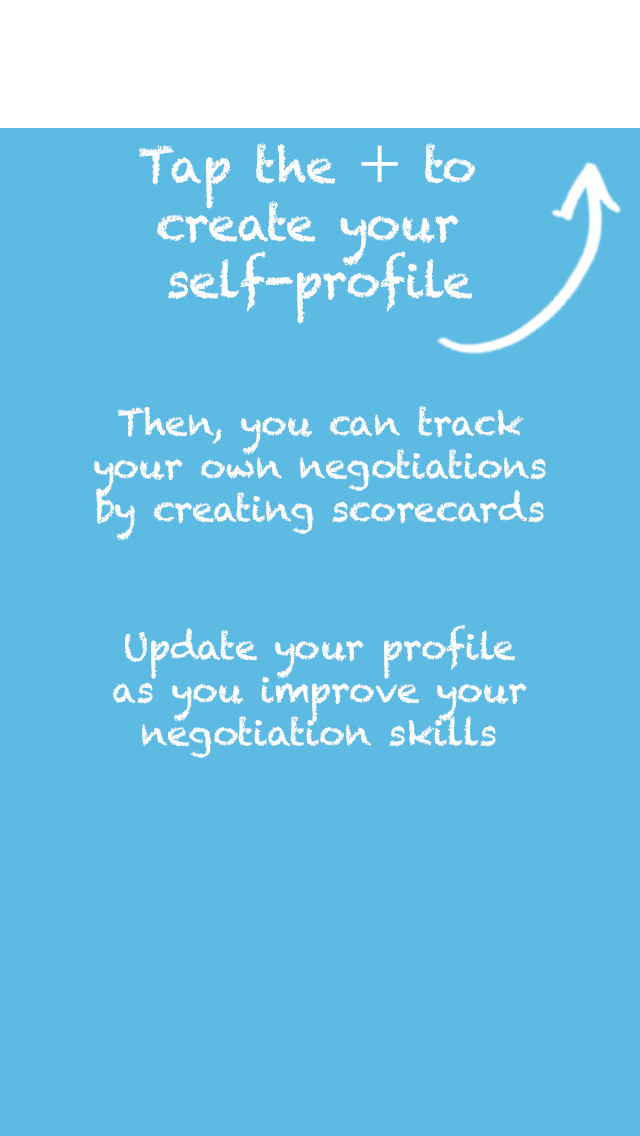 Tap the + to
create your
self-profile
Then, you can track
your own negotiations
by creating scorecards
Update your profile
as you improve your
negotiation skills